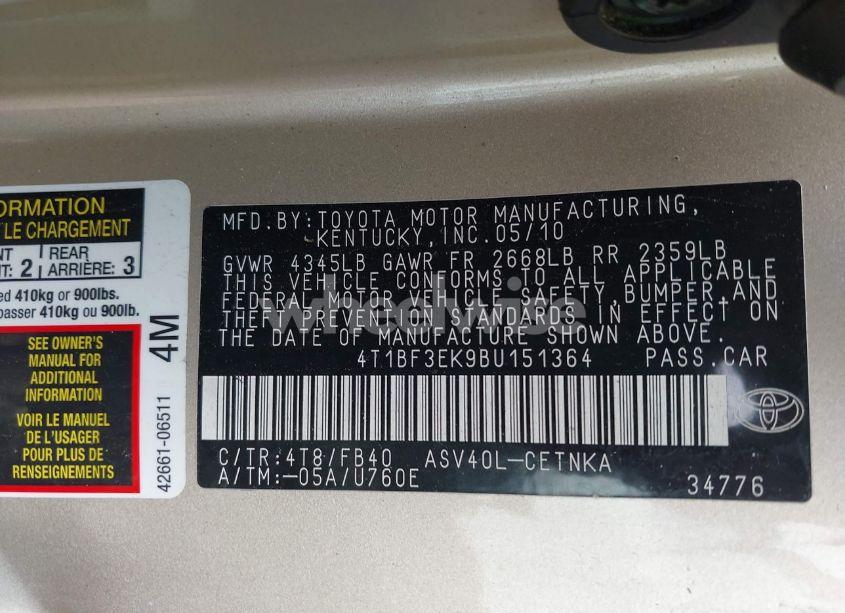 ORMATION
LE CHARGEMENT
NT
: 2
REAR
ARRIÈRE: 3
ed 410kg or 900lbs.
passer 410kg ou 900lb.
SEE OWNER'S
MANUAL FOR
ADDITIONAL
INFORMATION
VOIR LE MANUEL
DE L'USAGER
POUR PLUS DE
RENSEIGNEMENTS
4M
42661-06511
MFD.BY:TOYOTA MOTOR MANUFACTURING,
KENTUCKY,INC.05/10
GVWR 4345LB GAWR FR 2668LB RR 2359LB
THIS VEHICLE CONFORMS TO ALL APPLICABLE
FEDERAL MOTOR VEHICLE SAFETY,BUMPER,AND
THEFT PREVENTION STANDARDS IN EFFECT ON
THE DATE OF MANUFACTURE SHOWN ABOVE.
4T1BF3EK9BU151364 PASS.CAR
C/TR:4T8/FB40 ASV40L-CETNKA
A/TM:-05A/U760E
34776
wheelwise